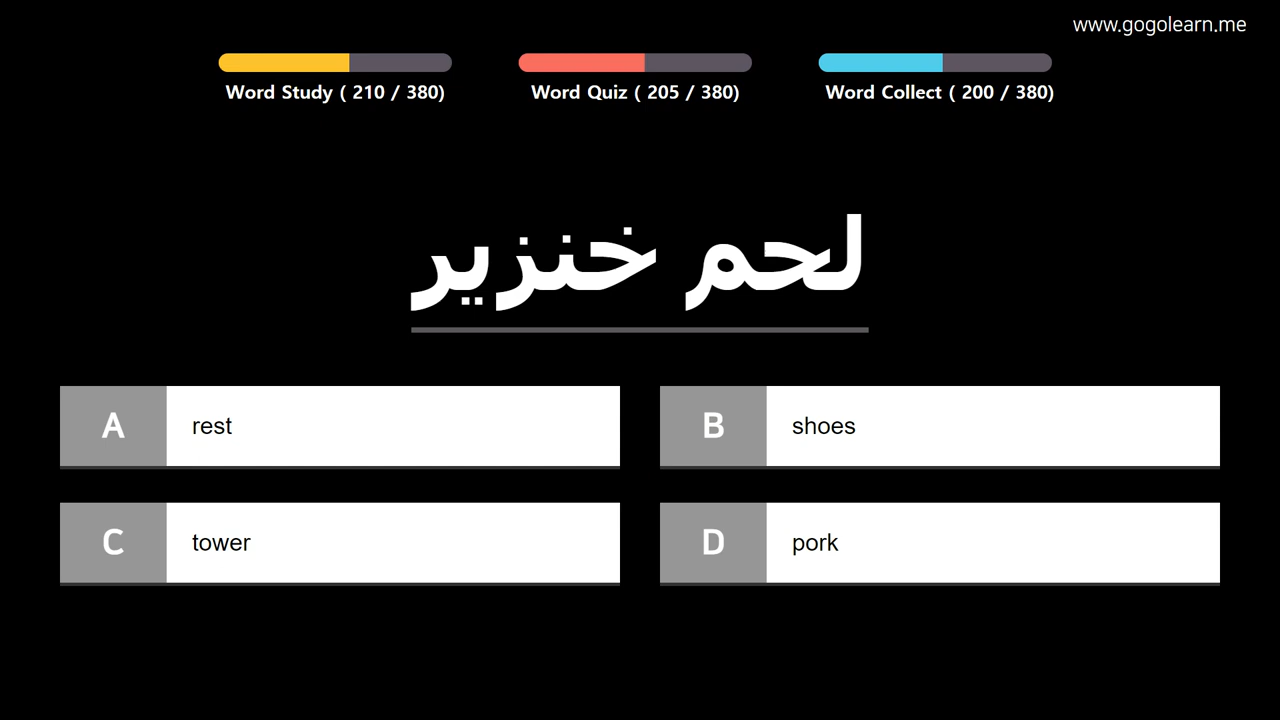 www.gogolearn.me
Word Study ( 210 / 380)
Word Quiz ( 205 / 380)
Word Collect ( 200 / 380)
لحم خنزير
A rest
B shoes
C tower
D pork